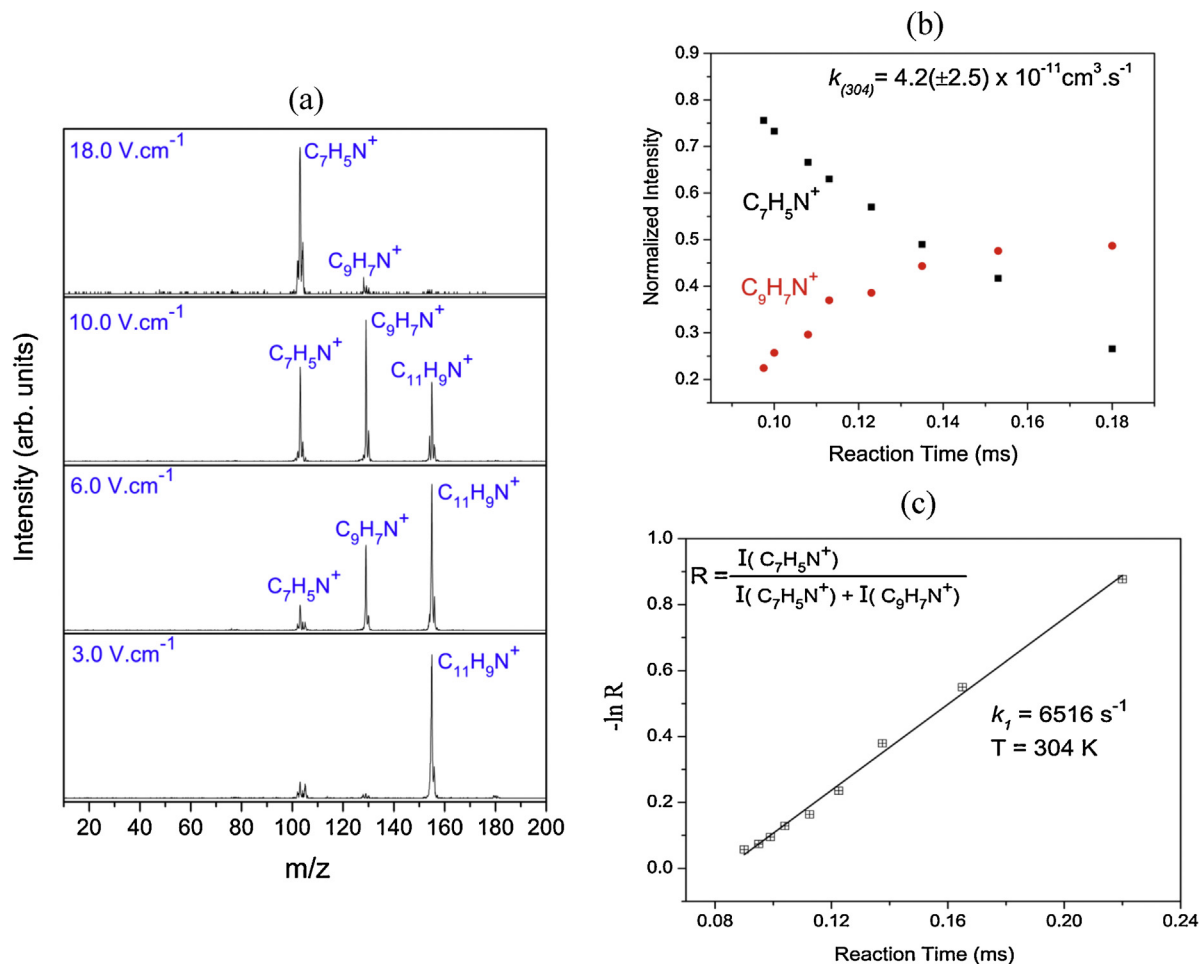 (a)
18.0 V.cm⁻¹
C₇H₅N⁺
C₉H₇N⁺
10.0 V.cm⁻¹
C₇H₅N⁺
C₉H₇N⁺
C₁₁H₉N⁺
6.0 V.cm⁻¹
C₇H₅N⁺
C₉H₇N⁺
C₁₁H₉N⁺
3.0 V.cm⁻¹
C₁₁H₉N⁺
Intensity (arb. units)
20 40 60 80 100 120 140 160 180 200
m/z
(b)
k₍₃₀₄₎= 4.2(±2.5) x 10⁻¹¹cm³.s⁻¹
C₇H₅N⁺
C₉H₇N⁺
Normalized Intensity
0.9
0.8
0.7
0.6
0.5
0.4
0.3
0.2
0.10 0.12 0.14 0.16 0.18
Reaction Time (ms)
(c)
R = I( C₇H₅N⁺) / I( C₇H₅N⁺) + I( C₉H₇N⁺)
k₁ = 6516 s⁻¹
T = 304 K
-ln R
1.0
0.8
0.6
0.4
0.2
0.0
0.08 0.12 0.16 0.20 0.24
Reaction Time (ms)